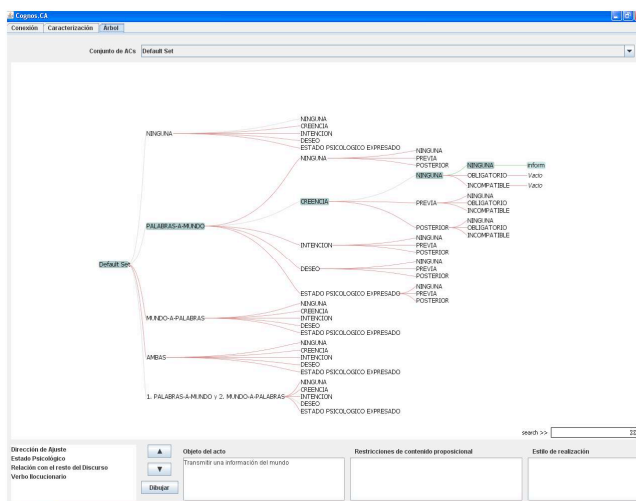 Cognos.CA
Conexión Caracterización Arbol
Conjunto de ACs Default Set
NINGUNA
CREENCIA
INTENCION
DESEO
ESTADO PSICOLOGICO EXPRESADO
NINGUNA
NINGUNA
PREVIA
POSTERIOR
NINGUNA
NINGUNA
inform
NINGUNA
OBLIGATORIO
Vacio
INCOMPATIBLE
Vacio
CREENCIA
PREVIA
NINGUNA
OBLIGATORIO
INCOMPATIBLE
PALABRAS-A-MUNDO
POSTERIOR
NINGUNA
OBLIGATORIO
INCOMPATIBLE
INTENCION
NINGUNA
PREVIA
POSTERIOR
Default Set
DESEO
NINGUNA
PREVIA
POSTERIOR
ESTADO PSICOLOGICO EXPRESADO
NINGUNA
PREVIA
POSTERIOR
MUNDO-A-PALABRAS
NINGUNA
CREENCIA
INTENCION
DESEO
ESTADO PSICOLOGICO EXPRESADO
AMBAS
NINGUNA
CREENCIA
INTENCION
DESEO
ESTADO PSICOLOGICO EXPRESADO
1. PALABRAS-A-MUNDO y 2. MUNDO-A-PALABRAS
NINGUNA
CREENCIA
INTENCION
DESEO
ESTADO PSICOLOGICO EXPRESADO
search >>
Dirección de Ajuste
Estado Psicológico
Relación con el resto del Discurso
Verbo Ilocucionario
Dibujar
Objeto del acto
Transmitir una información del mundo
Restricciones de contenido proposicional
Estilo de realización